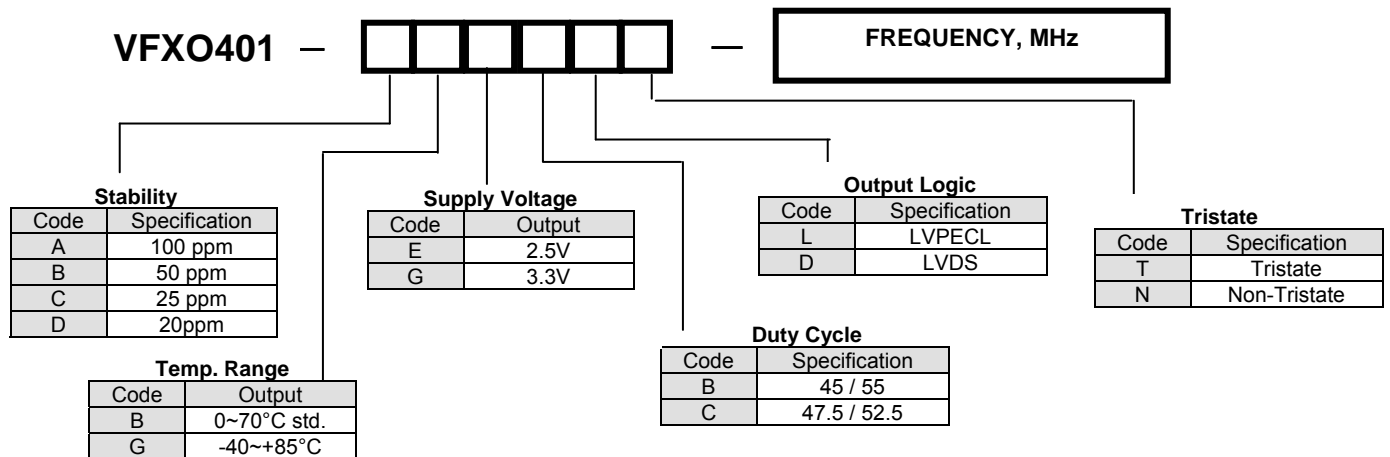 VFXO401 – —
FREQUENCY, MHz
Stability
Code Specification
A 100 ppm
B 50 ppm
C 25 ppm
D 20ppm
Temp. Range
Code Output
B 0~70°C std.
G -40~+85°C
Supply Voltage
Code Output
E 2.5V
G 3.3V
Duty Cycle
Code Specification
B 45 / 55
C 47.5 / 52.5
Output Logic
Code Specification
L LVPECL
D LVDS
Tristate
Code Specification
T Tristate
N Non-Tristate